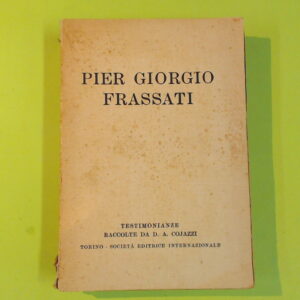 PIER GIORGIO
FRASSATI
TESTIMONIANZE
RACCOLTE DA D. A. COJAZZI
TORINO - SOCIETÀ EDITRICE INTERNAZIONALE